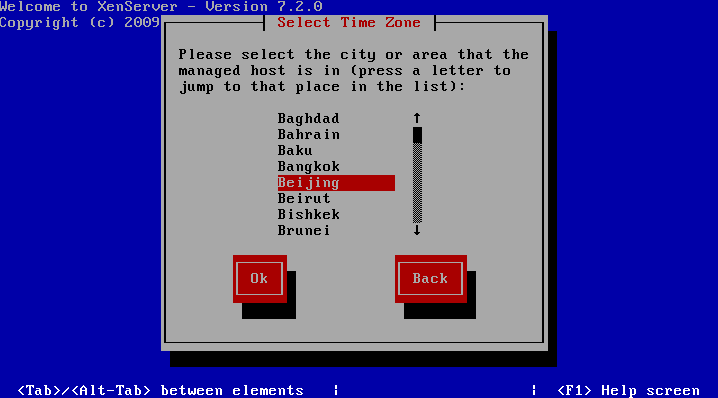 Welcome to XenServer - Version 7.2.0
Copyright (c) 2009
Select Time Zone
Please select the city or area that the
managed host is in (press a letter to
jump to that place in the list):
Baghdad ↑
Bahrain
Baku
Bangkok
Beijing
Beirut
Bishkek
Brunei ↓
Ok Back
<Tab>/<Alt-Tab> between elements | | <F1> Help screen